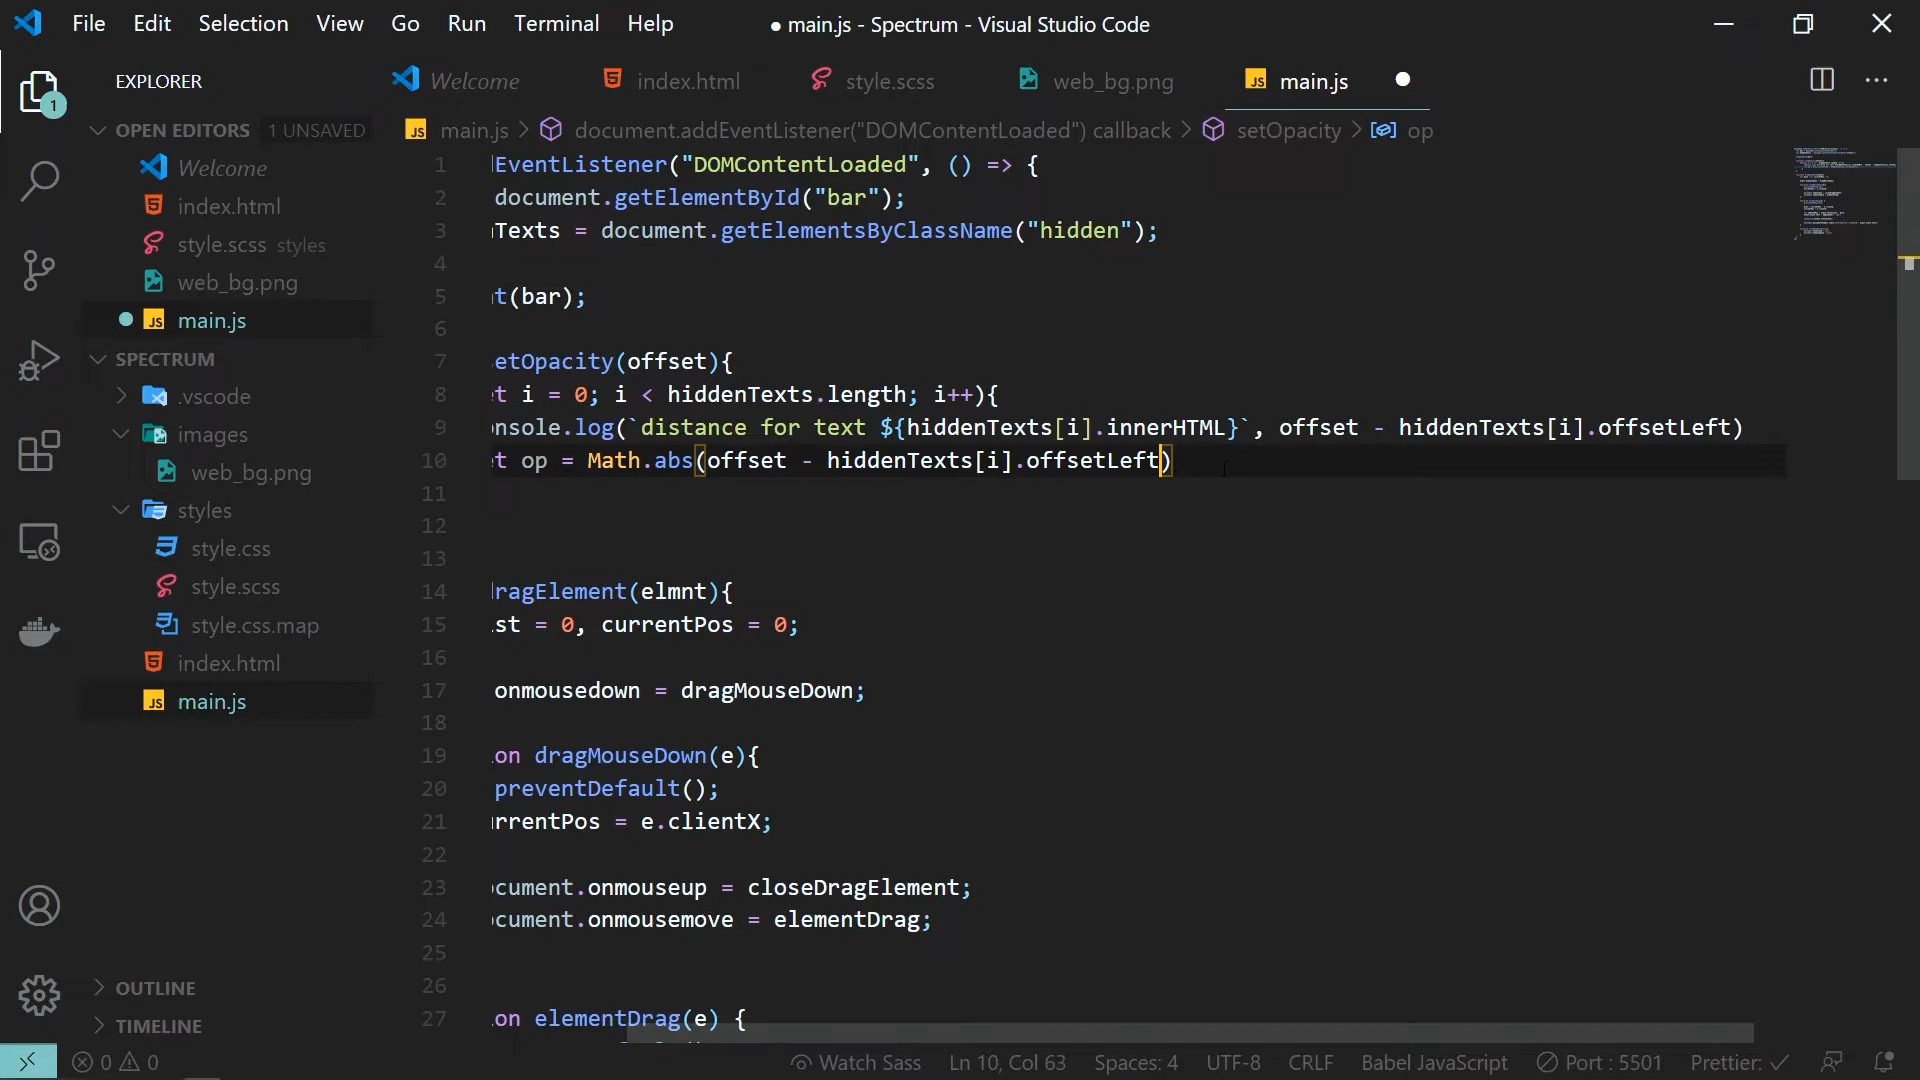 File Edit Selection View Go Run Terminal Help
● main.js - Spectrum - Visual Studio Code
EXPLORER
1
OPEN EDITORS 1 UNSAVED
Welcome
index.html
style.scss styles
web_bg.png
JS main.js
SPECTRUM
.vscode
images
web_bg.png
styles
style.css
style.scss
style.css.map
index.html
JS main.js
OUTLINE
TIMELINE
Welcome index.html style.scss web_bg.png JS main.js
JS main.js > document.addEventListener("DOMContentLoaded") callback > setOpacity > op
1 EventListener("DOMContentLoaded", () => {
2 document.getElementById("bar");
3 Texts = document.getElementsByClassName("hidden");
4
5 t(bar);
6
7 etOpacity(offset){
8 t i = 0; i < hiddenTexts.length; i++){
9 nsole.log(`distance for text ${hiddenTexts[i].innerHTML}`, offset - hiddenTexts[i].offsetLeft)
10 t op = Math.abs(offset - hiddenTexts[i].offsetLeft)
11
12
13
14 ragElement(elmnt){
15 st = 0, currentPos = 0;
16
17 onmousedown = dragMouseDown;
18
19 on dragMouseDown(e){
20 preventDefault();
21 rrentPos = e.clientX;
22
23 cument.onmouseup = closeDragElement;
24 cument.onmousemove = elementDrag;
25
26
27 on elementDrag(e) {
0 0 Watch Sass Ln 10, Col 63 Spaces: 4 UTF-8 CRLF Babel JavaScript Port : 5501 Prettier: ✓